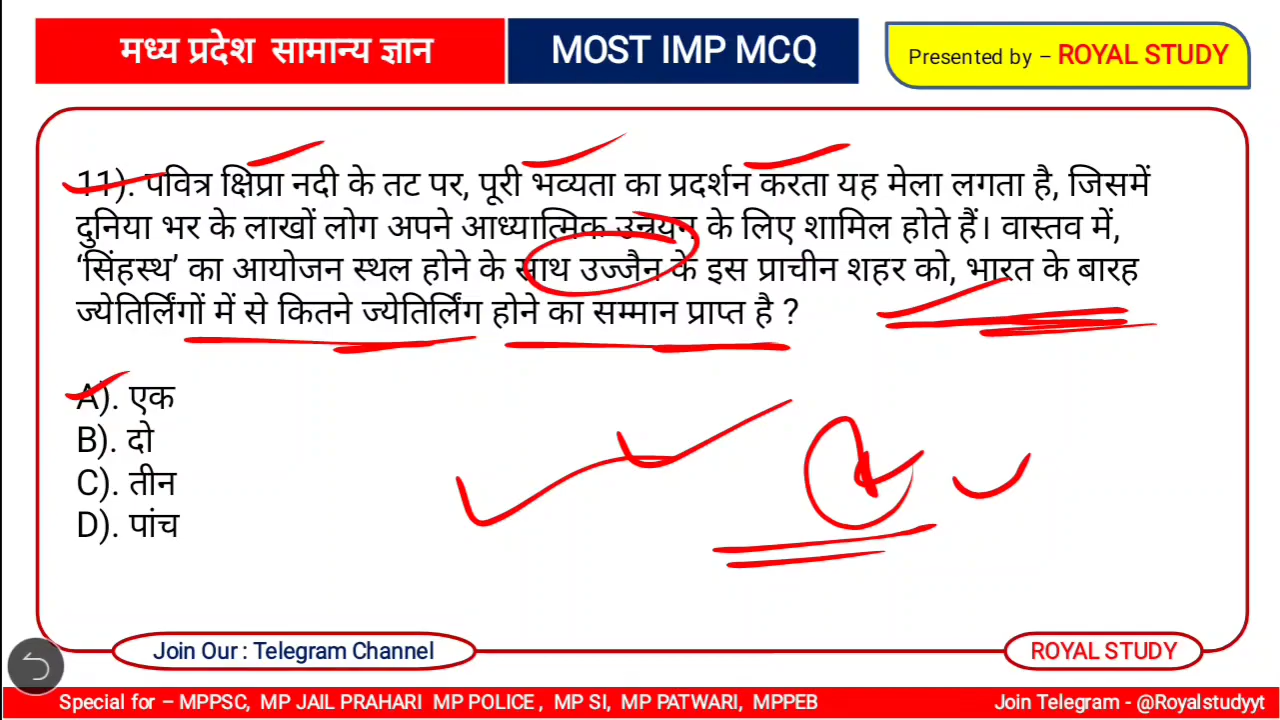 मध्य प्रदेश सामान्य ज्ञान
MOST IMP MCQ
Presented by – ROYAL STUDY
11). पवित्र क्षिप्रा नदी के तट पर, पूरी भव्यता का प्रदर्शन करता यह मेला लगता है, जिसमें
दुनिया भर के लाखों लोग अपने आध्यात्मिक उन्नयन के लिए शामिल होते हैं। वास्तव में,
‘सिंहस्थ’ का आयोजन स्थल होने के साथ उज्जैन के इस प्राचीन शहर को, भारत के बारह
ज्येतिर्लिंगों में से कितने ज्येतिर्लिंग होने का सम्मान प्राप्त है ?
A). एक
B). दो
C). तीन
D). पांच
Join Our : Telegram Channel
ROYAL STUDY
Special for – MPPSC, MP JAIL PRAHARI MP POLICE , MP SI, MP PATWARI, MPPEB
Join Telegram - @Royalstudyyt